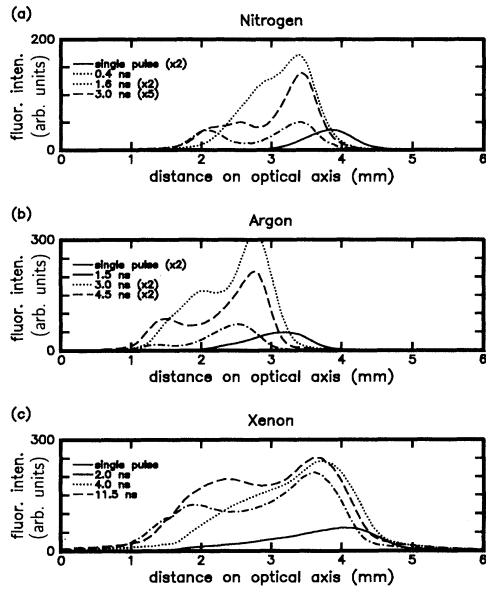 (a)
Nitrogen
200
0
fluor. inten.
(arb. units)
single pulse (x2)
0.4 ns
1.6 ns (x2)
3.0 ns (x5)
0 1 2 3 4 5 6
distance on optical axis (mm)
(b)
Argon
300
0
fluor. inten.
(arb. units)
single pulse (x2)
1.5 ns
3.0 ns (x2)
4.5 ns (x2)
0 1 2 3 4 5 6
distance on optical axis (mm)
(c)
Xenon
300
0
fluor. inten.
(arb. units)
single pulse
2.0 ns
4.0 ns
11.5 ns
0 1 2 3 4 5 6
distance on optical axis (mm)